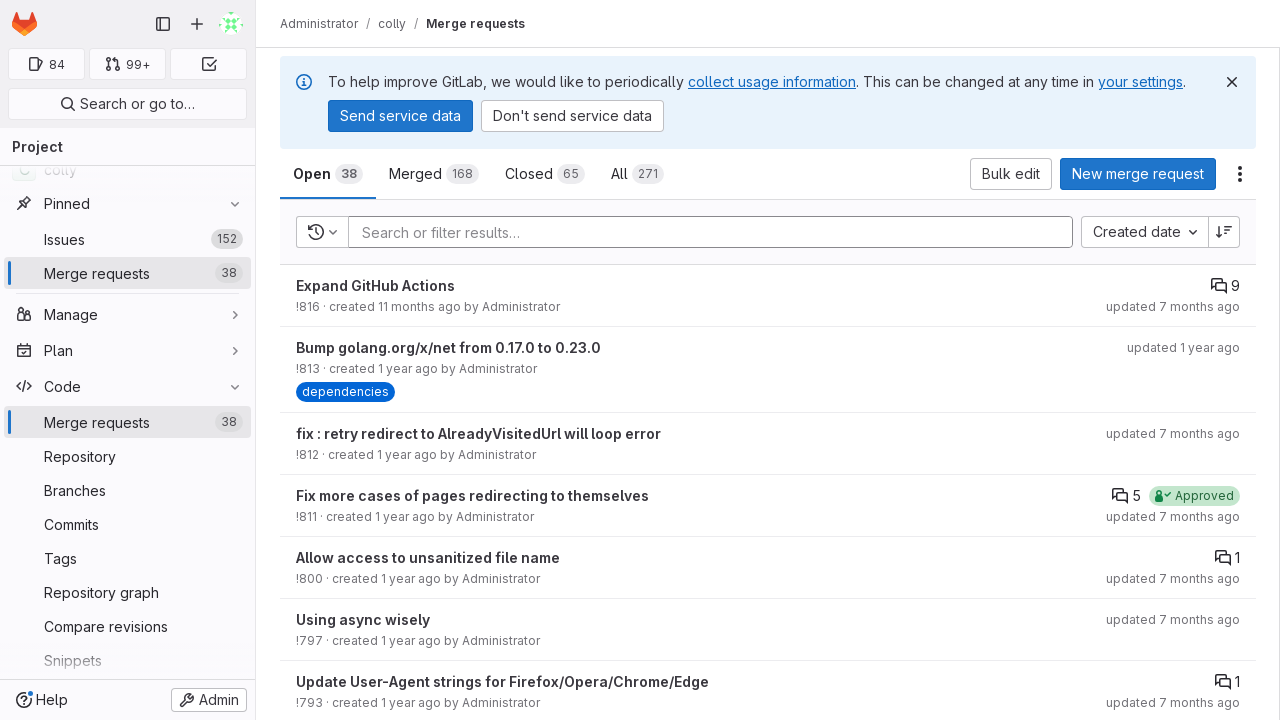 Administrator / colly / Merge requests
84
99+
Search or go to…
Project
colly
Pinned
Issues 152
Merge requests 38
Manage
Plan
Code
Merge requests 38
Repository
Branches
Commits
Tags
Repository graph
Compare revisions
Snippets
Help
Admin
To help improve GitLab, we would like to periodically collect usage information. This can be changed at any time in your settings.
Send service data
Don't send service data
Open 38
Merged 168
Closed 65
All 271
Bulk edit
New merge request
Search or filter results…
Created date
Expand GitHub Actions
9
!816 · created 11 months ago by Administrator
updated 7 months ago
Bump golang.org/x/net from 0.17.0 to 0.23.0
updated 1 year ago
!813 · created 1 year ago by Administrator
dependencies
fix : retry redirect to AlreadyVisitedUrl will loop error
updated 7 months ago
!812 · created 1 year ago by Administrator
Fix more cases of pages redirecting to themselves
5
Approved
!811 · created 1 year ago by Administrator
updated 7 months ago
Allow access to unsanitized file name
1
!800 · created 1 year ago by Administrator
updated 7 months ago
Using async wisely
updated 7 months ago
!797 · created 1 year ago by Administrator
Update User-Agent strings for Firefox/Opera/Chrome/Edge
1
!793 · created 1 year ago by Administrator
updated 7 months ago